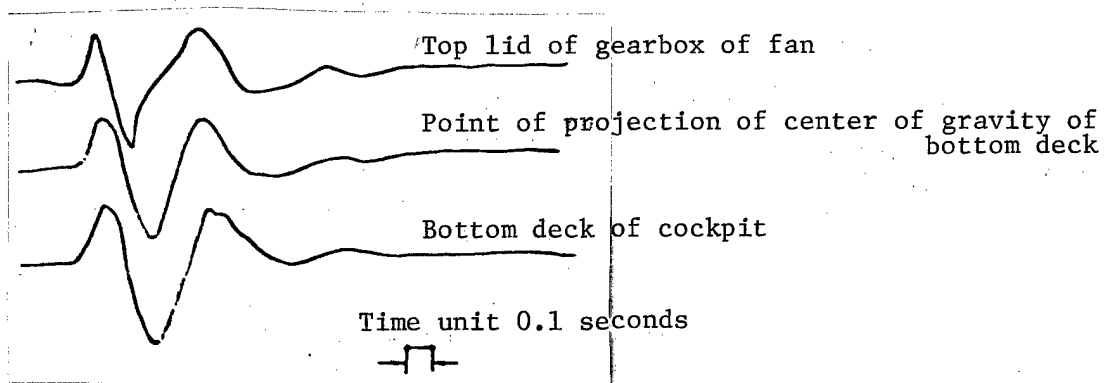 Top lid of gearbox of fan
Point of projection of center of gravity of
bottom deck
Bottom deck of cockpit
Time unit 0.1 seconds